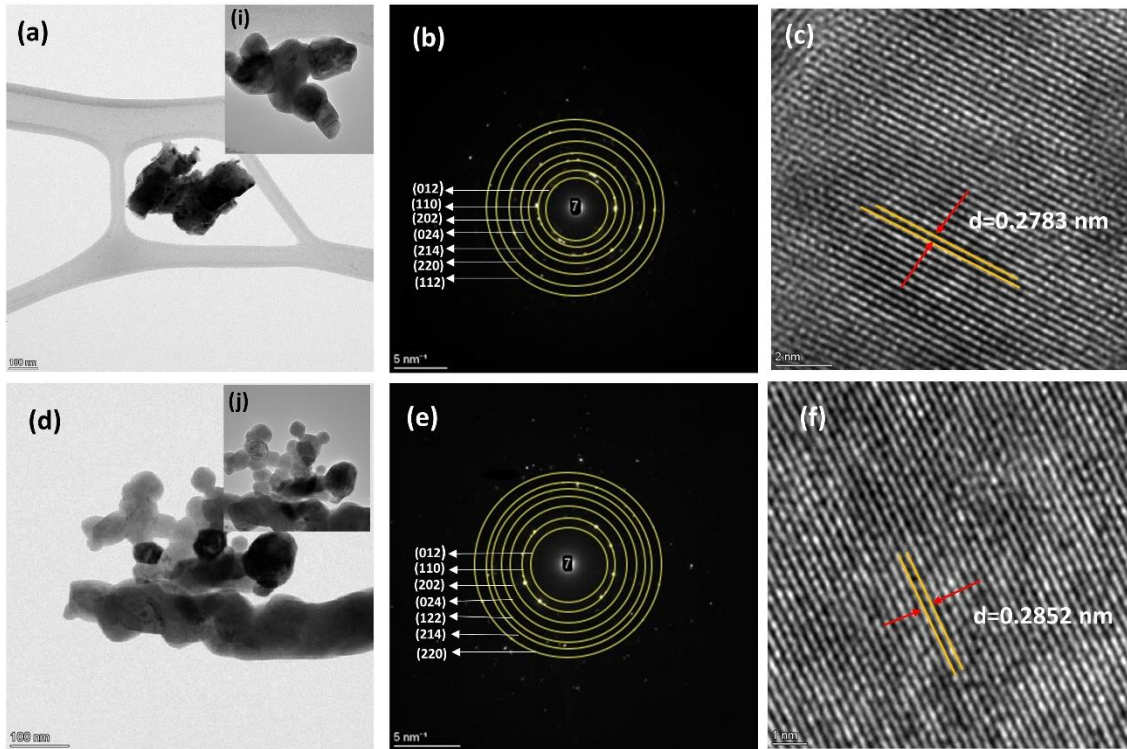 (a)
(i)
100 nm
(b)
(012)
(110)
(202)
(024)
(214)
(220)
(112)
7
5 nm⁻¹
(c)
d=0.2783 nm
2 nm
(d)
(j)
100 nm
(e)
(012)
(110)
(202)
(024)
(122)
(214)
(220)
7
5 nm⁻¹
(f)
d=0.2852 nm
1 nm